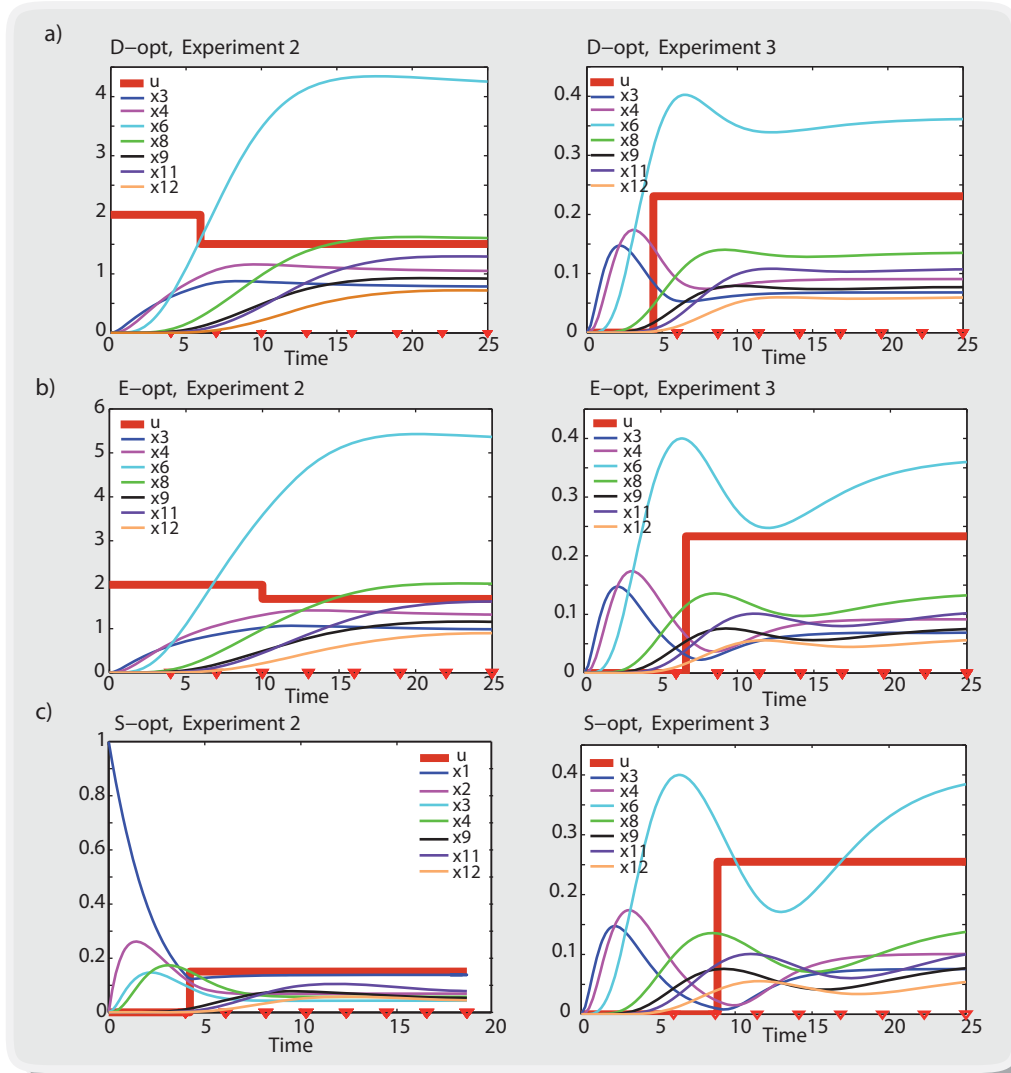 a)
D–opt, Experiment 2
4
2
1
0
0
5
10
15
20
25
Time
u
x3
x4
x6
x8
x9
x11
x12
D–opt, Experiment 3
0.4
0.3
0.2
0.1
0
0
5
10
15
20
25
Time
u
x3
x4
x6
x8
x9
x11
x12
b)
E–opt, Experiment 2
6
5
4
3
2
1
0
0
5
10
15
20
25
Time
u
x3
x4
x6
x8
x9
x11
x12
E–opt, Experiment 3
0.4
0.3
0.2
0.1
0
0
5
10
15
20
25
Time
u
x3
x4
x6
x8
x9
x11
x12
c)
S–opt, Experiment 2
1
0.8
0.6
0.4
0.2
0
0
5
10
15
20
Time
u
x1
x2
x3
x4
x9
x11
x12
S–opt, Experiment 3
0.4
0.3
0.2
0.1
0
0
5
10
15
20
25
Time
u
x3
x4
x6
x8
x9
x11
x12